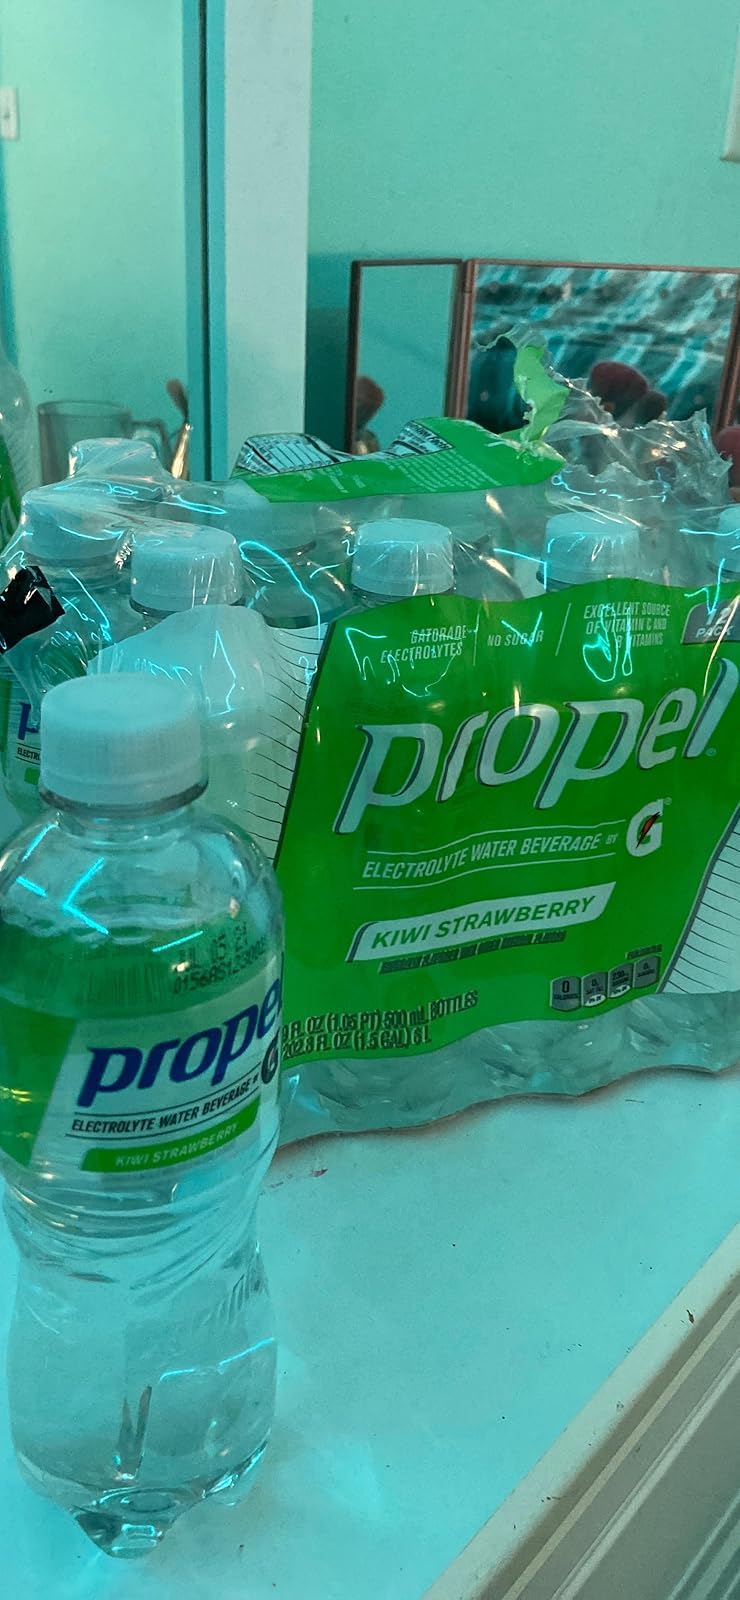 GATORADE
ELECTROLYTES
NO SUGAR
EXCELLENT SOURCE
OF VITAMIN C AND
B VITAMINS
12
PACK
propel
ELECTROLYTE WATER BEVERAGE BY G
KIWI STRAWBERRY
0
CALORIES
9 FL OZ (1.05 PT) 500 mL BOTTLES
202.8 FL OZ (1.5 GAL) 6 L
propel
G
ELECTROLYTE WATER BEVERAGE
KIWI STRAWBERRY